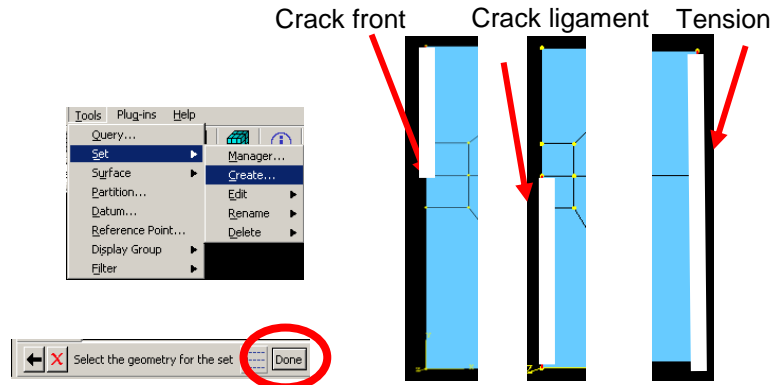 Crack front
Crack ligament
Tension
Tools Plug-ins Help
Query...
Set
Surface
Partition...
Datum...
Reference Point...
Display Group
Filter
Manager...
Create...
Edit
Rename
Delete
Select the geometry for the set
Done